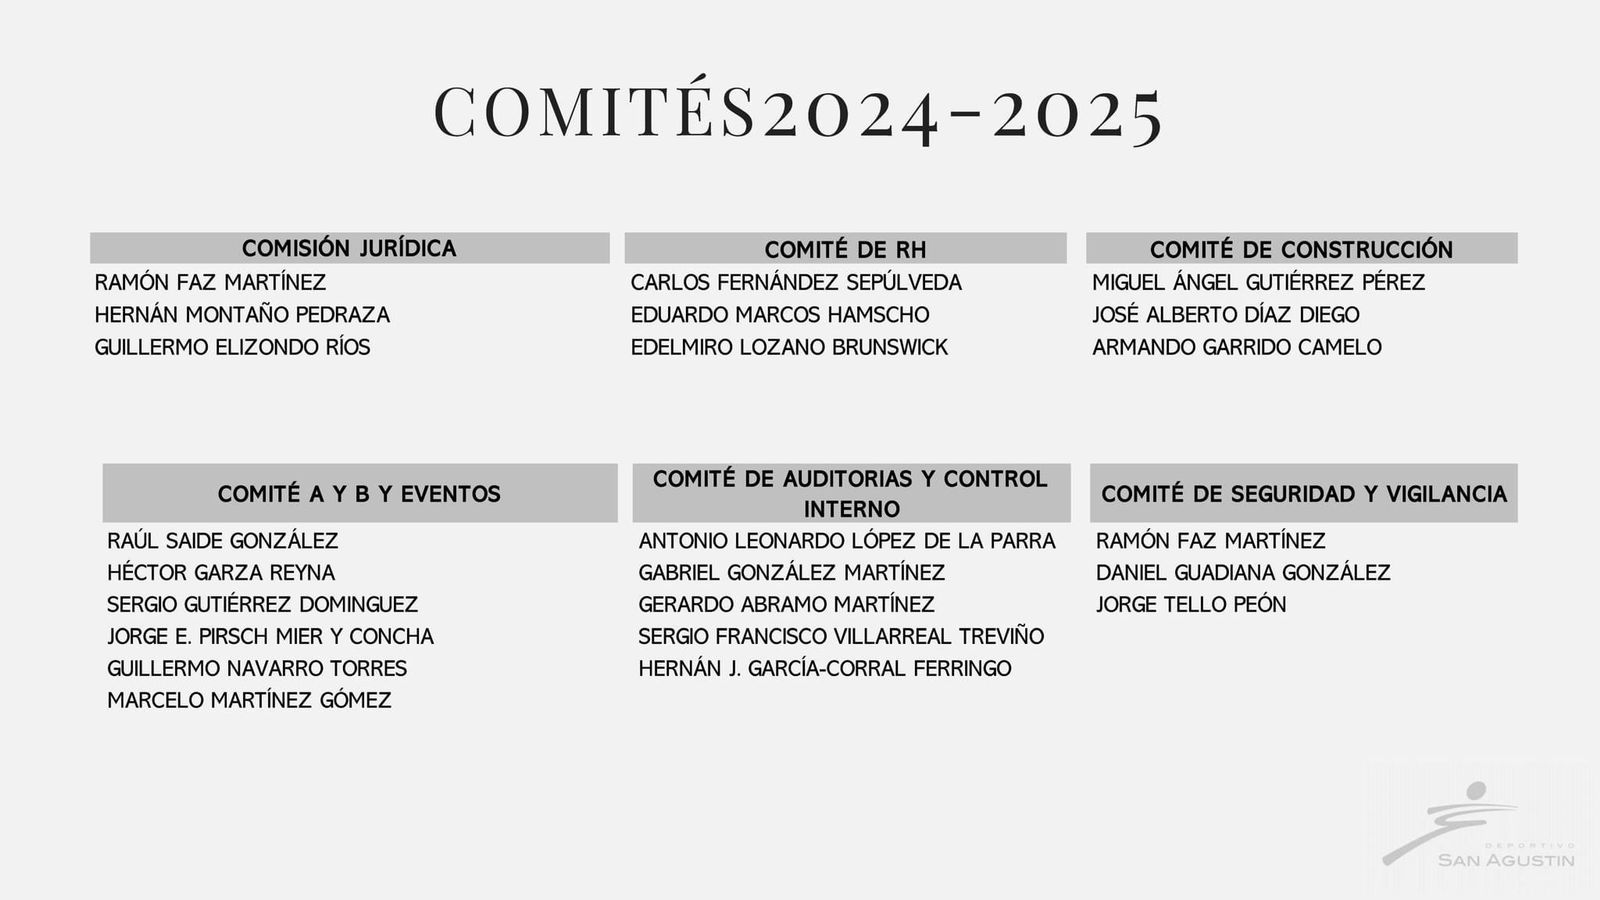 COMITÉS2024-2025
COMISIÓN JURÍDICA
RAMÓN FAZ MARTÍNEZ
HERNÁN MONTAÑO PEDRAZA
GUILLERMO ELIZONDO RÍOS
COMITÉ DE RH
CARLOS FERNÁNDEZ SEPÚLVEDA
EDUARDO MARCOS HAMSCHO
EDELMIRO LOZANO BRUNSWICK
COMITÉ DE CONSTRUCCIÓN
MIGUEL ÁNGEL GUTIÉRREZ PÉREZ
JOSÉ ALBERTO DÍAZ DIEGO
ARMANDO GARRIDO CAMELO
COMITÉ A Y B Y EVENTOS
RAÚL SAIDE GONZÁLEZ
HÉCTOR GARZA REYNA
SERGIO GUTIÉRREZ DOMINGUEZ
JORGE E. PIRSCH MIER Y CONCHA
GUILLERMO NAVARRO TORRES
MARCELO MARTÍNEZ GÓMEZ
COMITÉ DE AUDITORIAS Y CONTROL
INTERNO
ANTONIO LEONARDO LÓPEZ DE LA PARRA
GABRIEL GONZÁLEZ MARTÍNEZ
GERARDO ABRAMO MARTÍNEZ
SERGIO FRANCISCO VILLARREAL TREVIÑO
HERNÁN J. GARCÍA-CORRAL FERRINGO
COMITÉ DE SEGURIDAD Y VIGILANCIA
RAMÓN FAZ MARTÍNEZ
DANIEL GUADIANA GONZÁLEZ
JORGE TELLO PEÓN
DEPORTIVO
SAN AGUSTIN